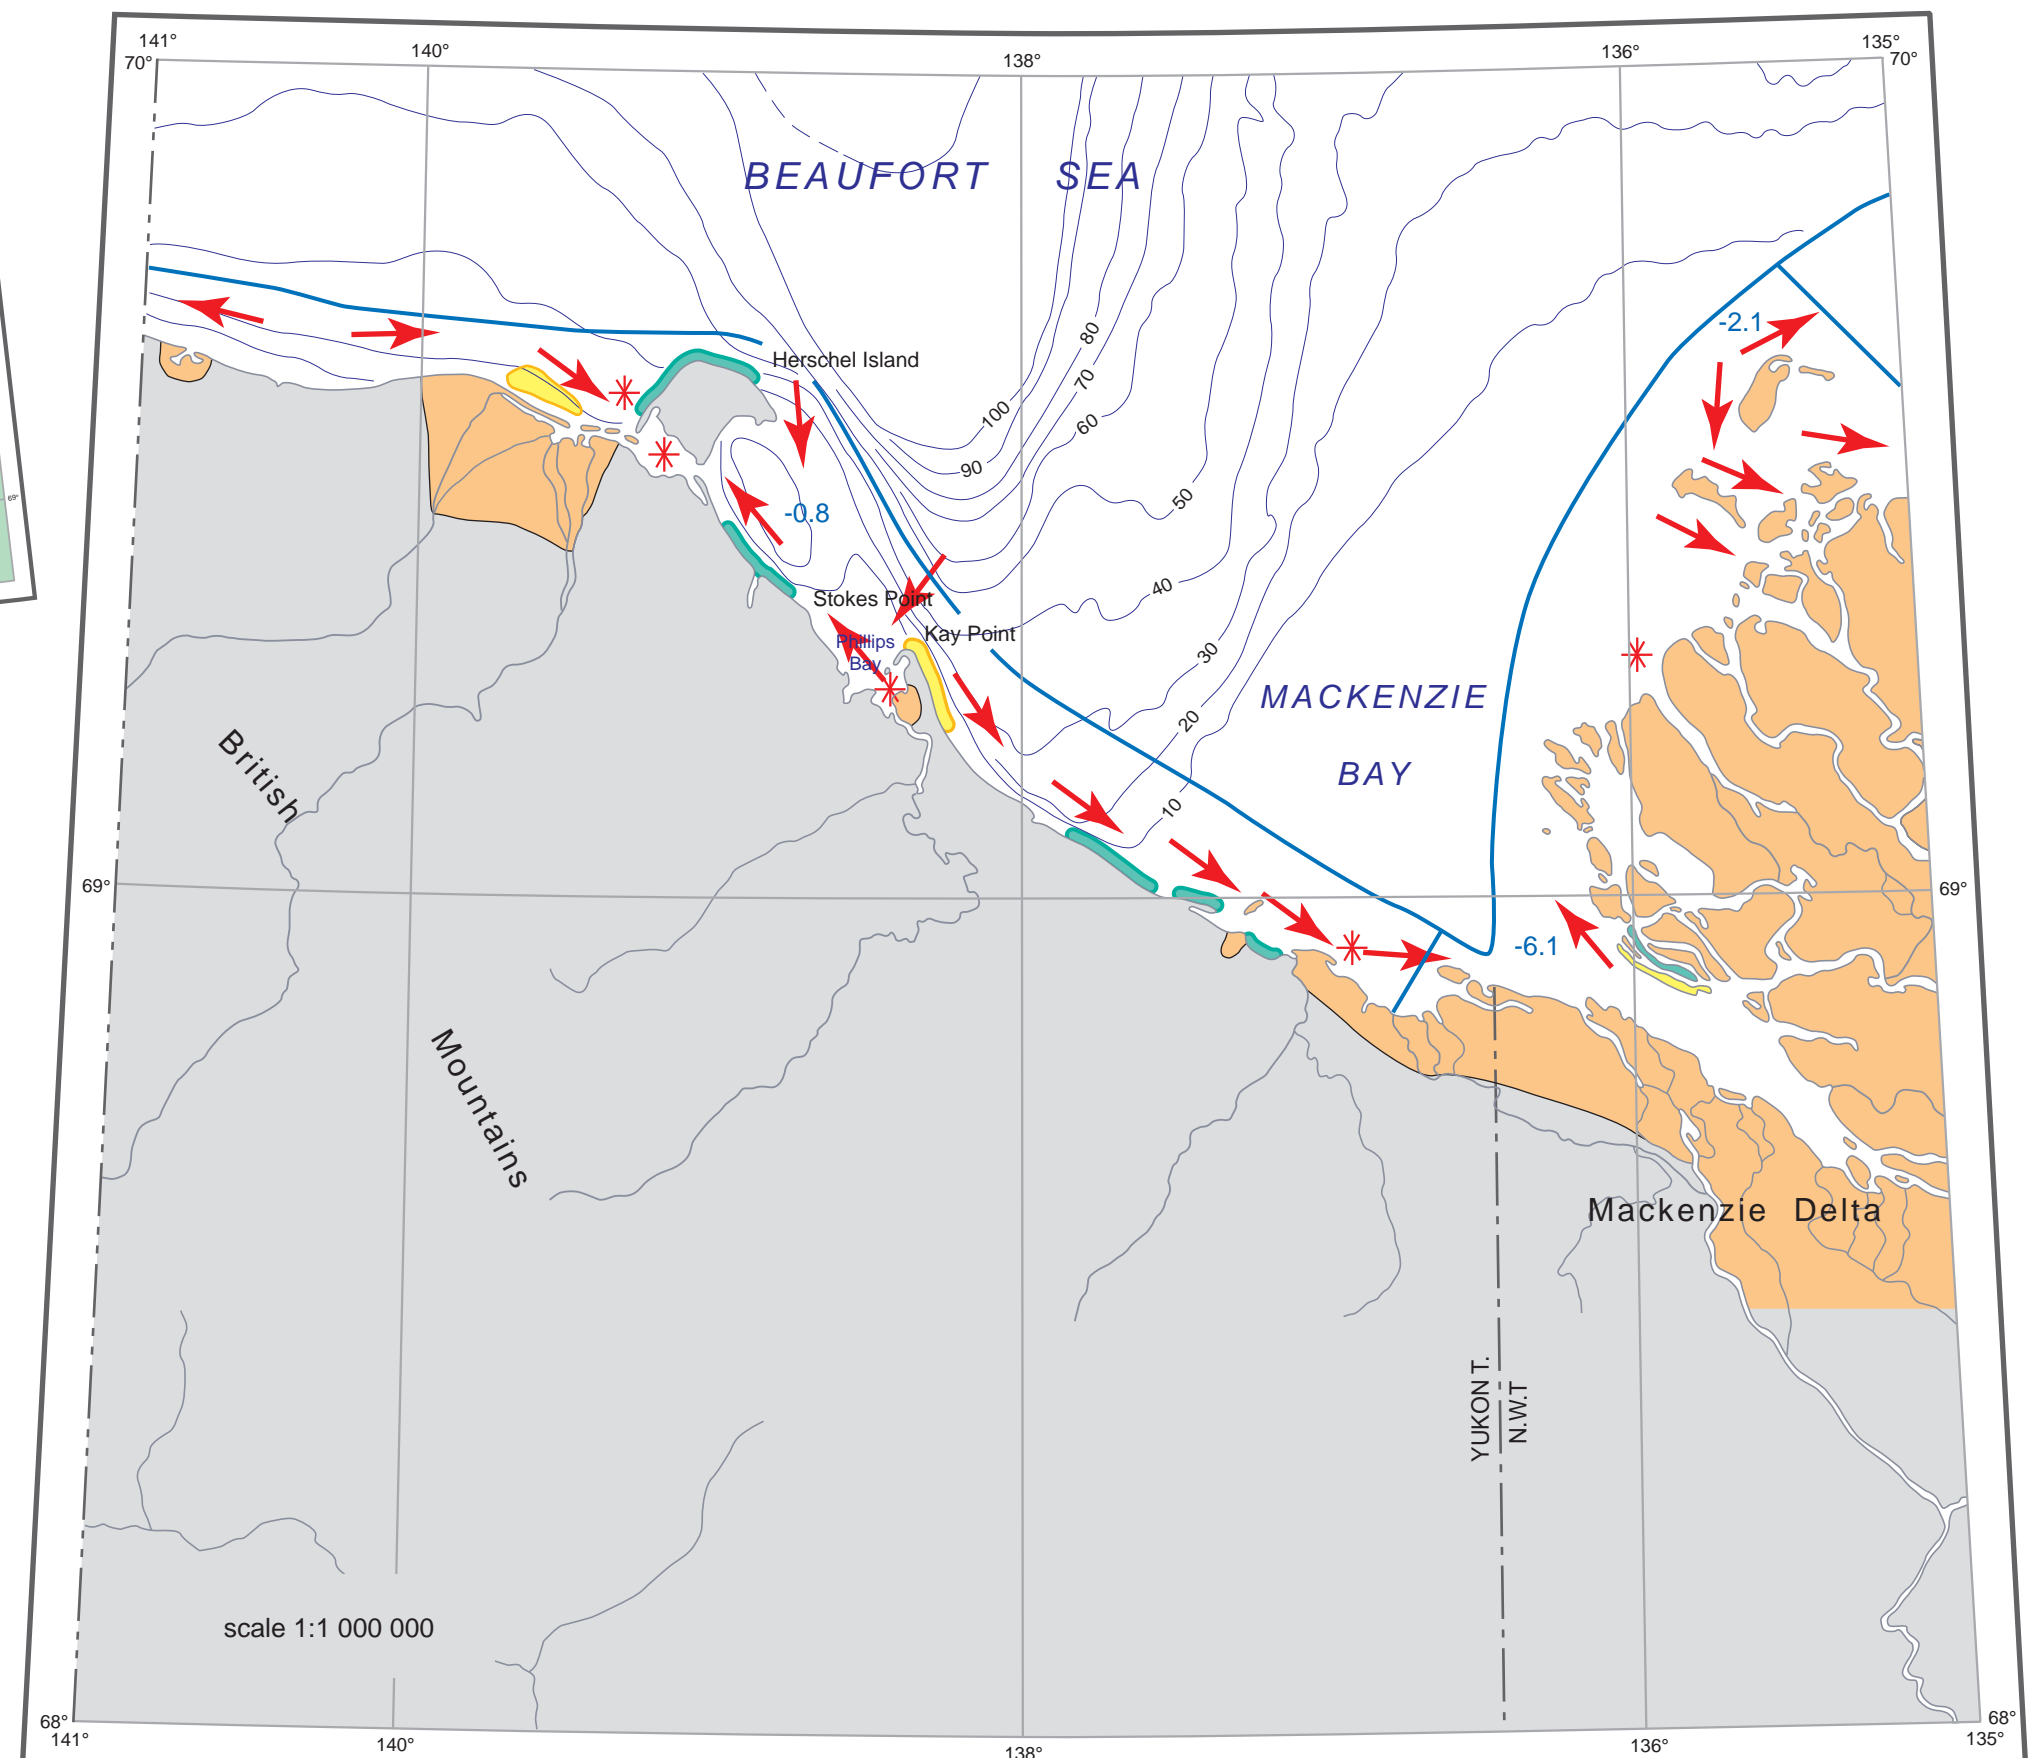 141°
140°
138°
136°
135°
70°
70°
BEAUFORT SEA
80
-2.1
Herschel Island
70
100
60
90
69°
50
-0.8
40
Stokes Point
Kay Point
Phillips
Bay
30
MACKENZIE
20
British
BAY
10
69°
69°
-6.1
Mountains
Mackenzie Delta
YUKON T.
N.W.T
scale 1:1 000 000
68°
68°
141°
140°
138°
136°
135°